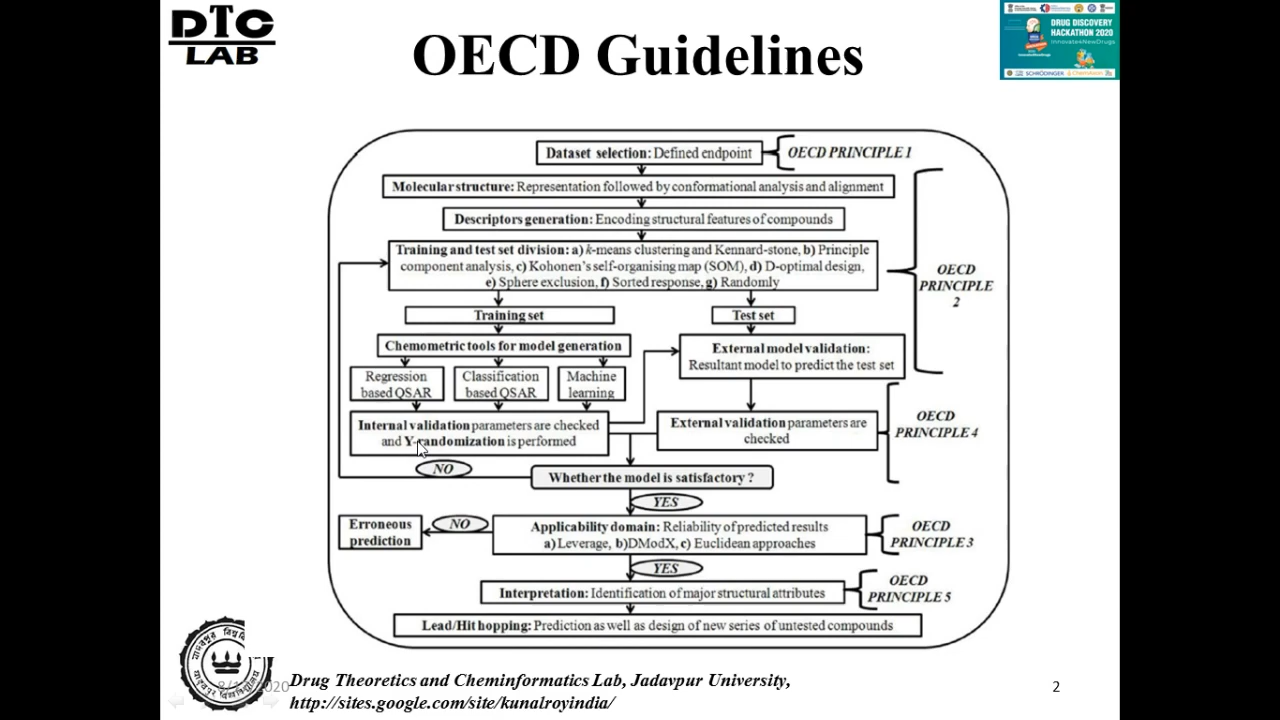 DTC
LAB
OECD Guidelines
DRUG DISCOVERY
HACKATHON 2020
SCHRÖDINGER
Dataset selection: Defined endpoint
OECD PRINCIPLE 1
Molecular structure: Representation followed by conformational analysis and alignment
Descriptors generation: Encoding structural features of compounds
Training and test set division: a) k-means clustering and Kennard-stone, b) Principle
component analysis, c) Kohonen's self-organising map (SOM), d) D-optimal design,
e) Sphere exclusion, f) Sorted response, g) Randomly
OECD
PRINCIPLE
2
Training set
Test set
Chemometric tools for model generation
External model validation:
Resultant model to predict the test set
Regression
based QSAR
Classification
based QSAR
Machine
learning
Internal validation parameters are checked
and Y-randomization is performed
External validation parameters are
checked
OECD
PRINCIPLE 4
NO
Whether the model is satisfactory ?
YES
Erroneous
prediction
NO
Applicability domain: Reliability of predicted results
a) Leverage, b)DModX, c) Euclidean approaches
OECD
PRINCIPLE 3
YES
Interpretation: Identification of major structural attributes
OECD
PRINCIPLE 5
Lead/Hit hopping: Prediction as well as design of new series of untested compounds
2020
Drug Theoretics and Cheminformatics Lab, Jadavpur University,
http://sites.google.com/site/kunalroyindia/
2